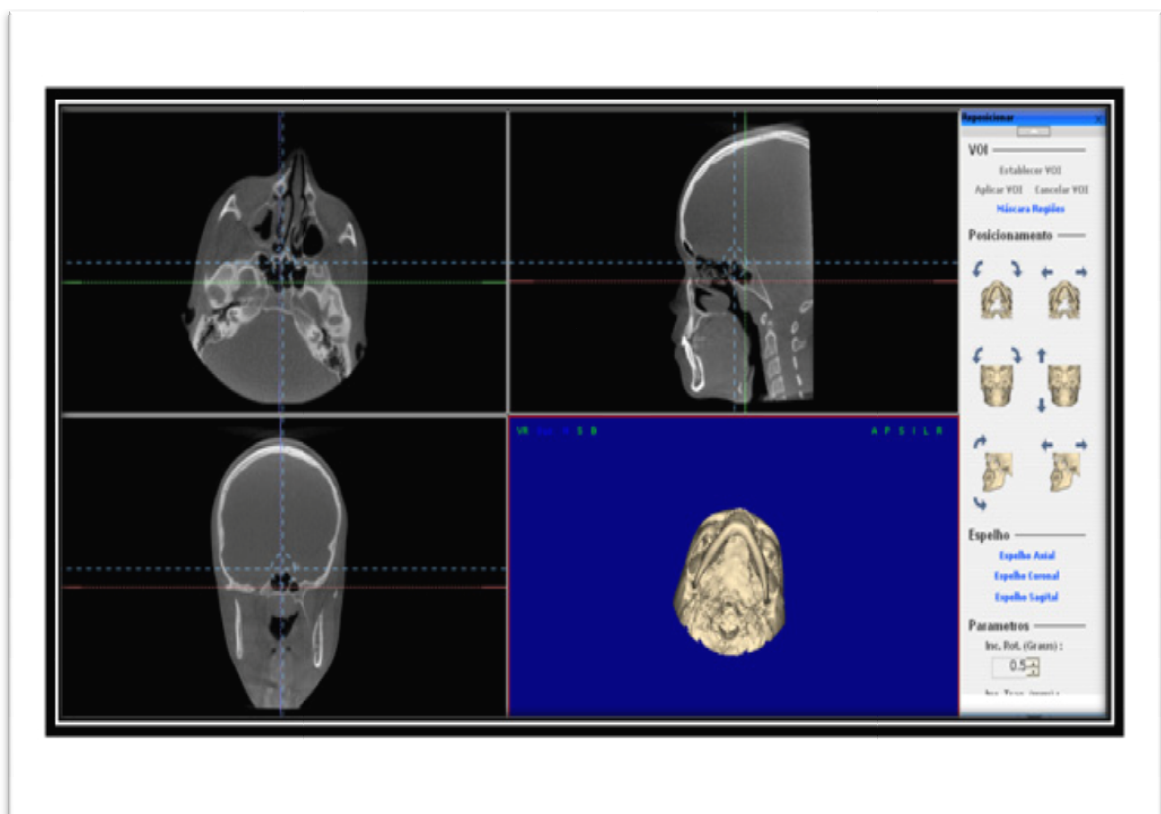 VR
S B
A P S I L R
Reposicionar
VOI
Establecer VOI
Aplicar VOI Cancelar VOI
Máscara Regiões
Posicionamento
Espelho
Espelho Axial
Espelho Coronal
Espelho Sagital
Parametros
Inc. Rot. (Graus) :
0.5